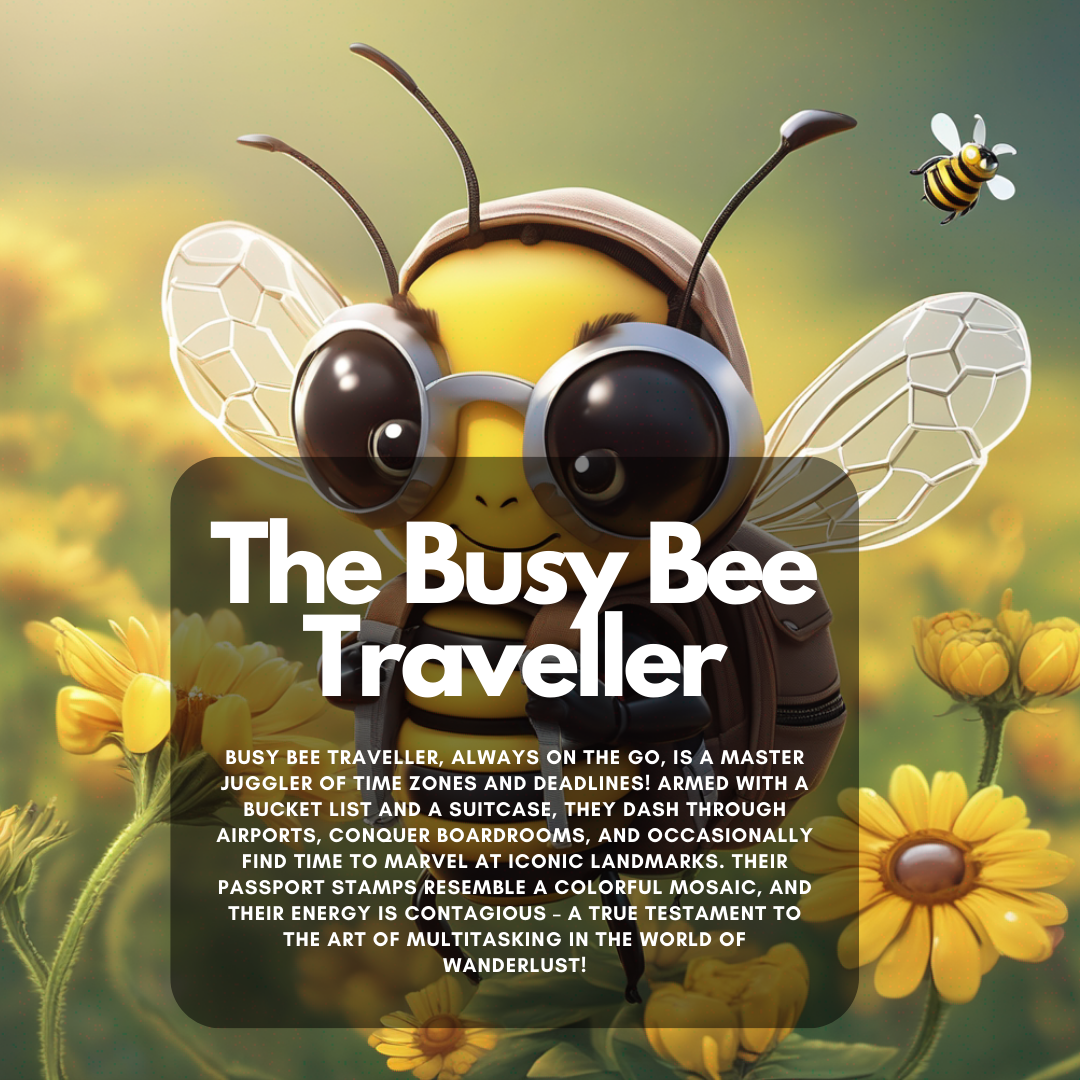 The Busy Bee
Traveller
BUSY BEE TRAVELLER, ALWAYS ON THE GO, IS A MASTER
JUGGLER OF TIME ZONES AND DEADLINES! ARMED WITH A
BUCKET LIST AND A SUITCASE, THEY DASH THROUGH
AIRPORTS, CONQUER BOARDROOMS, AND OCCASIONALLY
FIND TIME TO MARVEL AT ICONIC LANDMARKS. THEIR
PASSPORT STAMPS RESEMBLE A COLORFUL MOSAIC, AND
THEIR ENERGY IS CONTAGIOUS – A TRUE TESTAMENT TO
THE ART OF MULTITASKING IN THE WORLD OF
WANDERLUST!